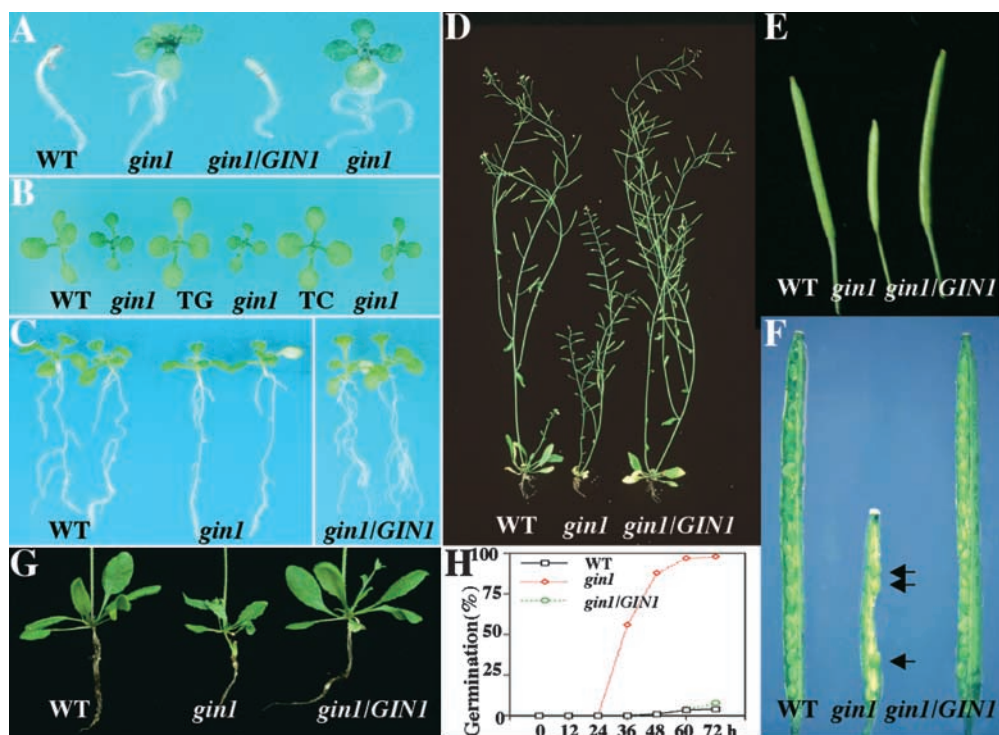 A
WT gin1 gin1/GIN1 gin1
B
WT gin1 TG gin1 TC gin1
C
WT gin1 gin1/GIN1
D
WT gin1 gin1/GIN1
E
WT gin1 gin1/GIN1
F
WT gin1 gin1/GIN1
G
WT gin1 gin1/GIN1
H
Germination(%)
100
75
50
25
0
WT
gin1
gin1/GIN1
0 12 24 36 48 60 72 h